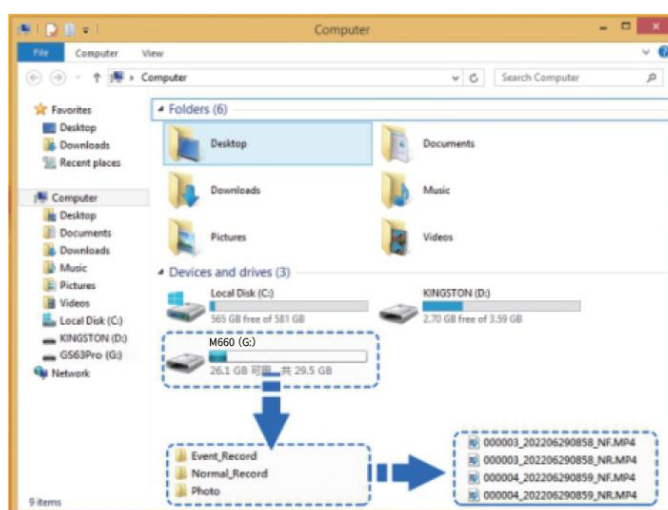 Computer
File Computer View
Computer
Search Computer
Favorites
Desktop
Downloads
Recent places
Computer
Desktop
Documents
Downloads
Music
Pictures
Videos
Local Disk (C:)
KINGSTON (D:)
GS63Pro (G:)
Network
Folders (6)
Desktop
Documents
Downloads
Music
Pictures
Videos
Devices and drives (3)
Local Disk (C:)
565 GB free of 581 GB
KINGSTON (D:)
2.70 GB free of 3.59 GB
M660 (G:)
26.1 GB 可用，共 29.5 GB
Event_Record
Normal_Record
Photo
000003_202206290858_NF.MP4
000003_202206290858_NR.MP4
000004_202206290859_NF.MP4
000004_202206290859_NR.MP4
9 items